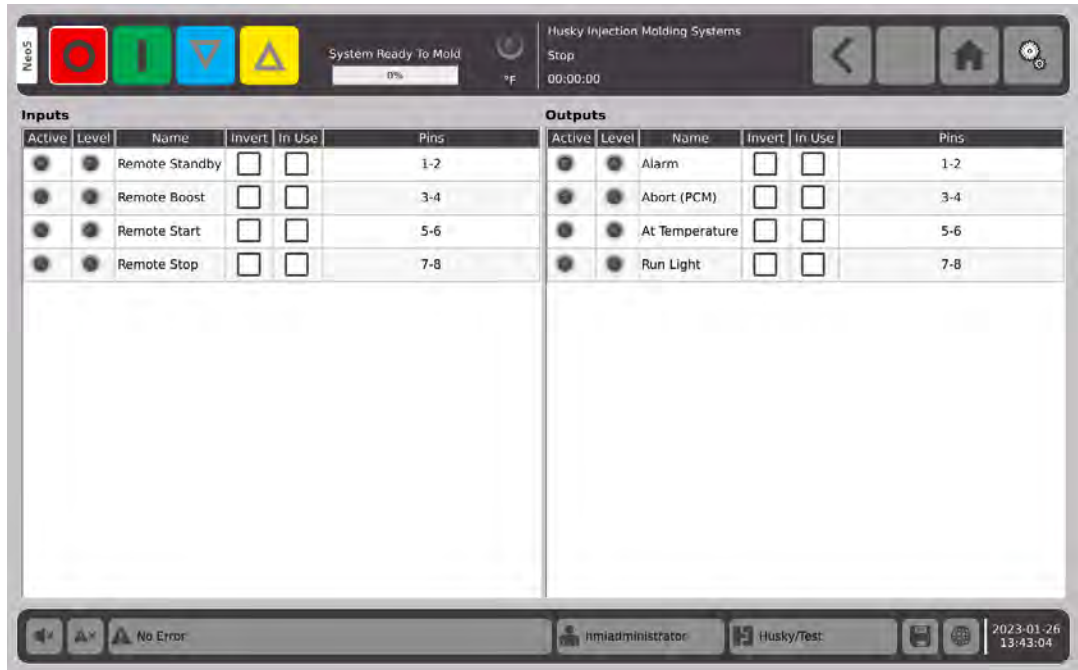 Neo5
System Ready To Mold
0%
°F
Husky Injection Molding Systems
Stop
00:00:00
Inputs
Active Level Name Invert In Use Pins
Remote Standby 1-2
Remote Boost 3-4
Remote Start 5-6
Remote Stop 7-8
Outputs
Active Level Name Invert In Use Pins
Alarm 1-2
Abort (PCM) 3-4
At Temperature 5-6
Run Light 7-8
No Error
hmiadministrator
Husky/Test
2023-01-26
13:43:04